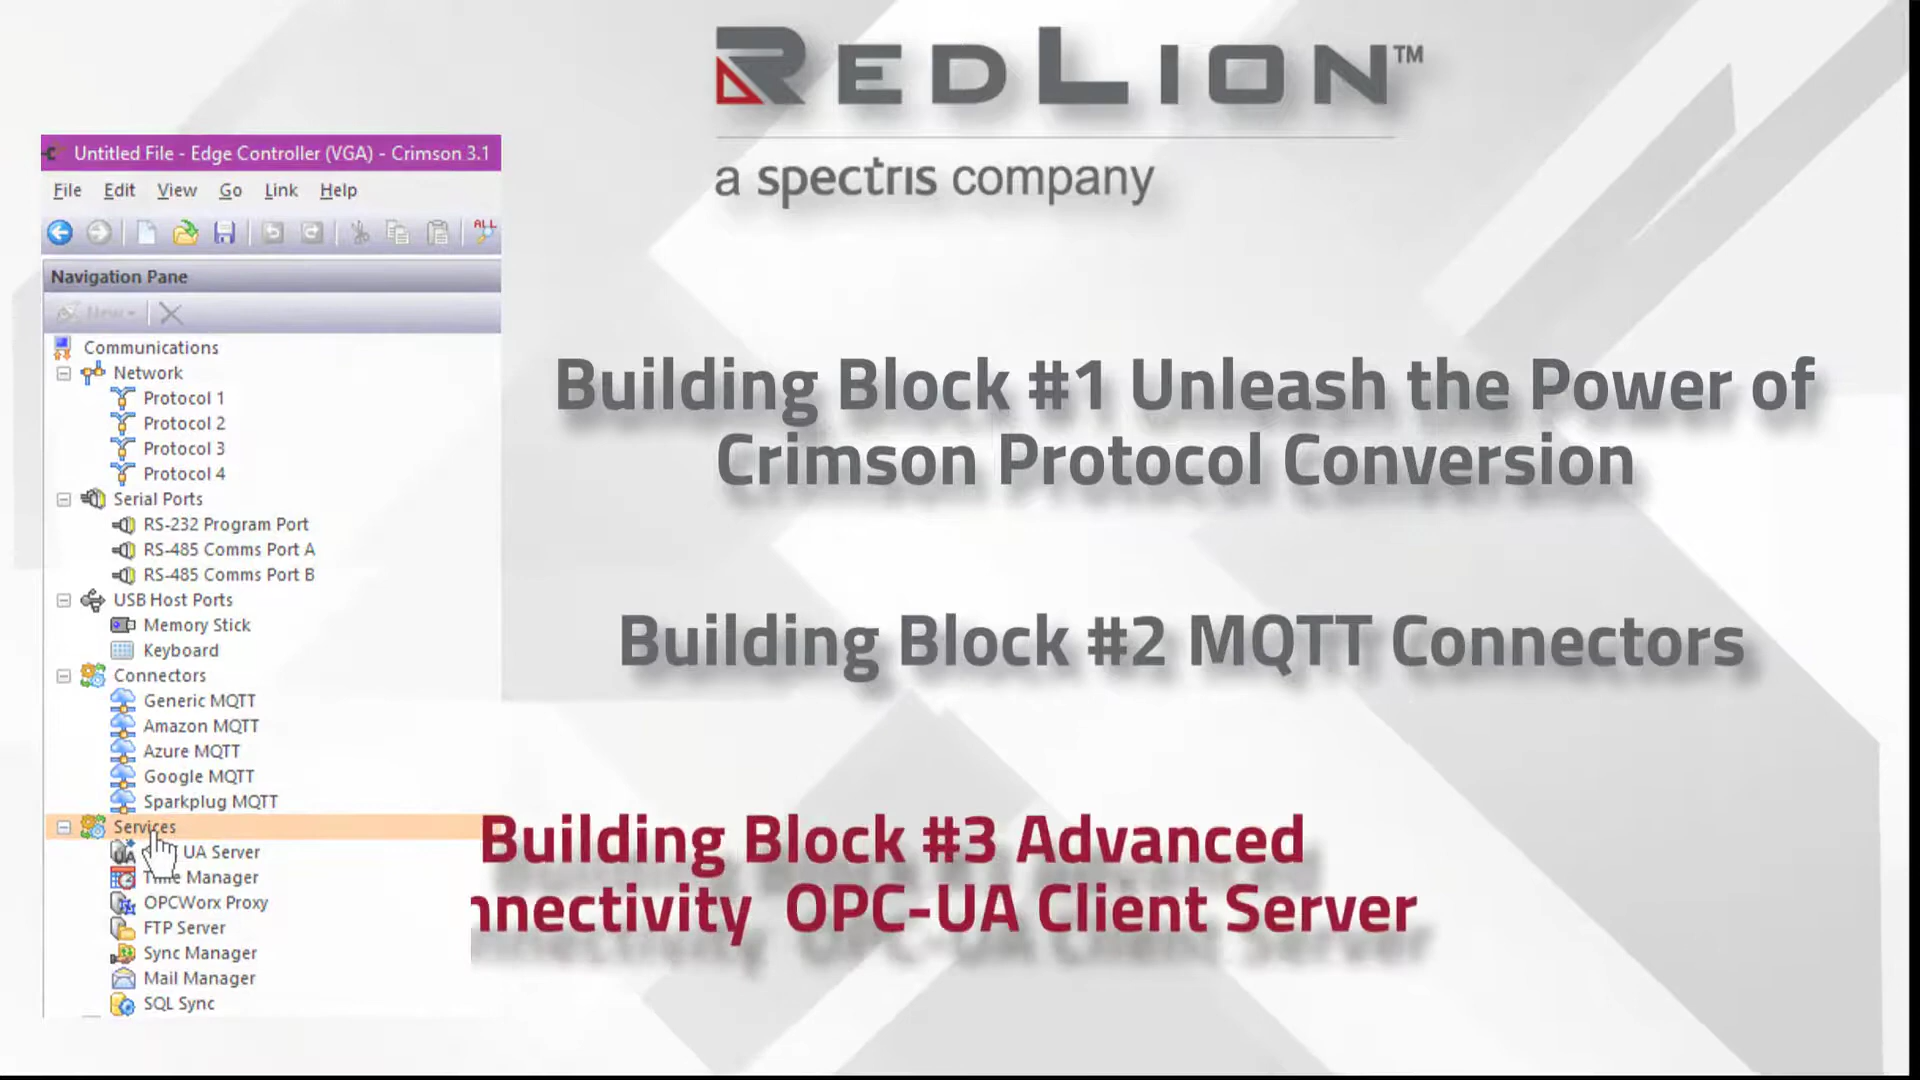 REDLION™
a spectris company
Untitled File - Edge Controller (VGA) - Crimson 3.1
File Edit View Go Link Help
ALL
Navigation Pane
New
Communications
Network
Protocol 1
Protocol 2
Protocol 3
Protocol 4
Serial Ports
RS-232 Program Port
RS-485 Comms Port A
RS-485 Comms Port B
USB Host Ports
Memory Stick
Keyboard
Connectors
Generic MQTT
Amazon MQTT
Azure MQTT
Google MQTT
Sparkplug MQTT
Services
UA Server
Time Manager
OPCWorx Proxy
FTP Server
Sync Manager
Mail Manager
SQL Sync
Building Block #1 Unleash the Power of
Crimson Protocol Conversion
Building Block #2 MQTT Connectors
Building Block #3 Advanced
nnectivity OPC-UA Client Server